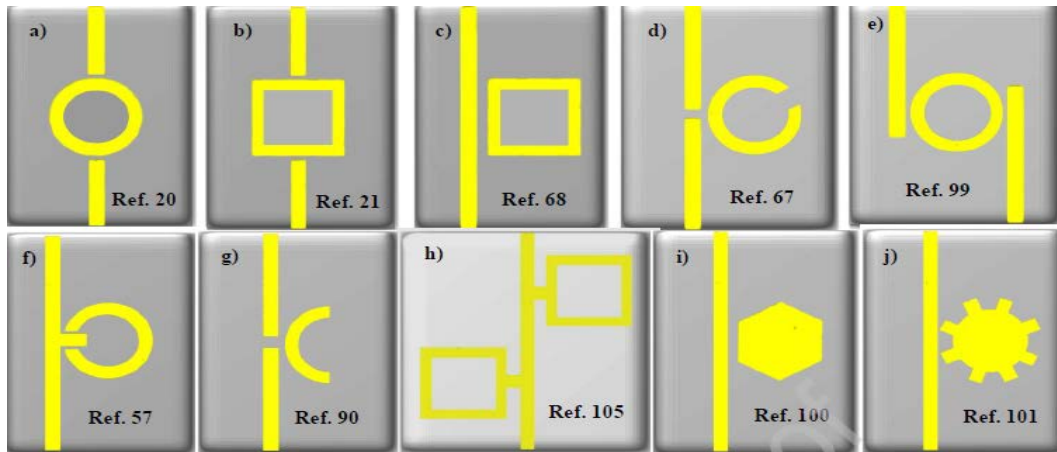 a)
Ref. 20
b)
Ref. 21
c)
Ref. 68
d)
Ref. 67
e)
Ref. 99
f)
Ref. 57
g)
Ref. 90
h)
Ref. 105
i)
Ref. 100
j)
Ref. 101